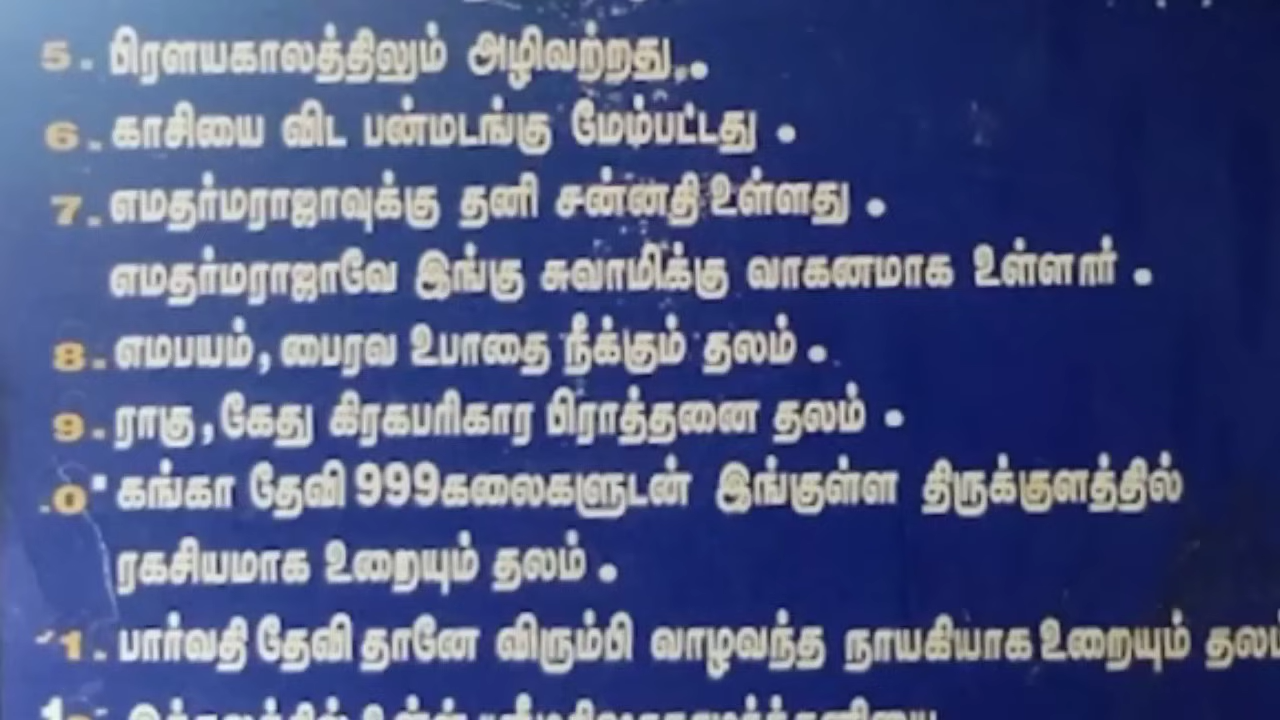 5. பிரளயகாலத்திலும் அழிவற்றது.
6. காசியை விட பன்மடங்கு மேம்பட்டது .
7. எமதர்மராஜாவுக்கு தனி சன்னதி உள்ளது .
எமதர்மராஜாவே இங்கு சுவாமிக்கு வாகனமாக உள்ளார் .
8. எமபயம், பைரவ உபாதை நீக்கும் தலம் .
9. ராகு, கேது கிரகபரிகார பிராத்தனை தலம் .
0. கங்கா தேவி 999கலைகளுடன் இங்குள்ள திருக்குளத்தில்
ரகசியமாக உறையும் தலம் .
1. பார்வதி தேவி தானே விரும்பி வாழவந்த நாயகியாக உறையும்